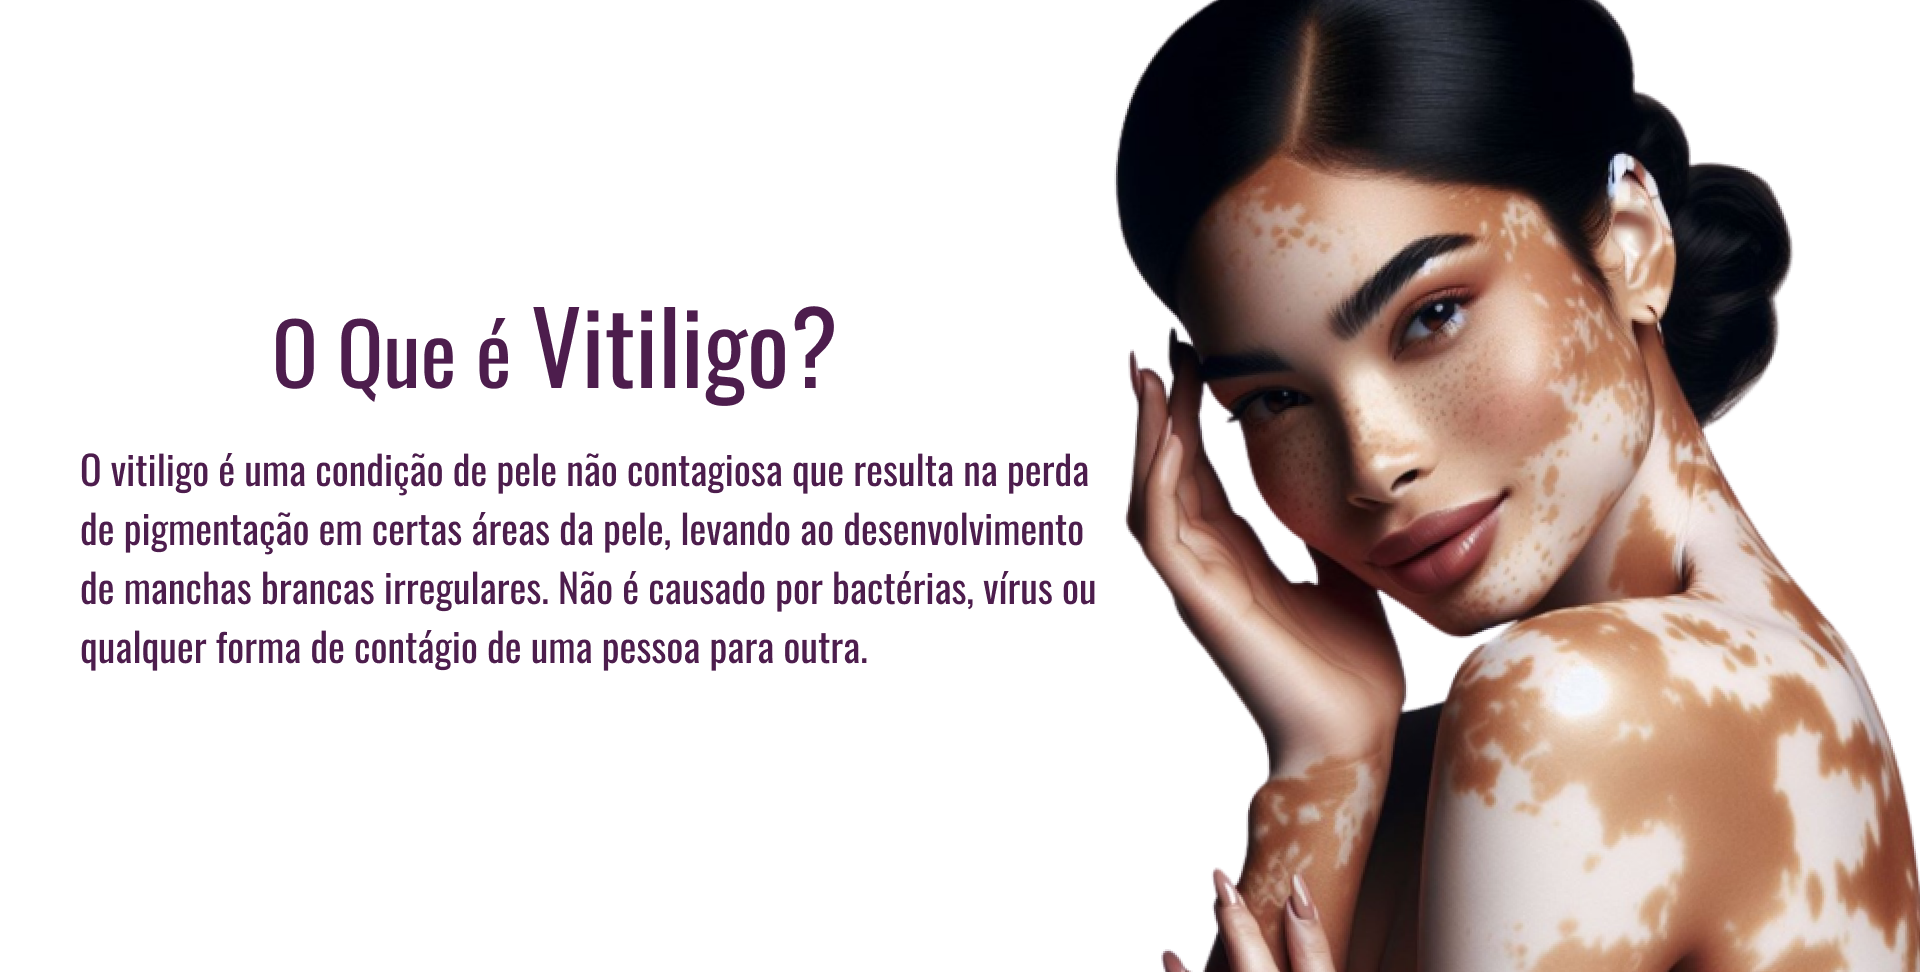 O Que é Vitiligo?
O vitiligo é uma condição de pele não contagiosa que resulta na perda
de pigmentação em certas áreas da pele, levando ao desenvolvimento
de manchas brancas irregulares. Não é causado por bactérias, vírus ou
qualquer forma de contágio de uma pessoa para outra.